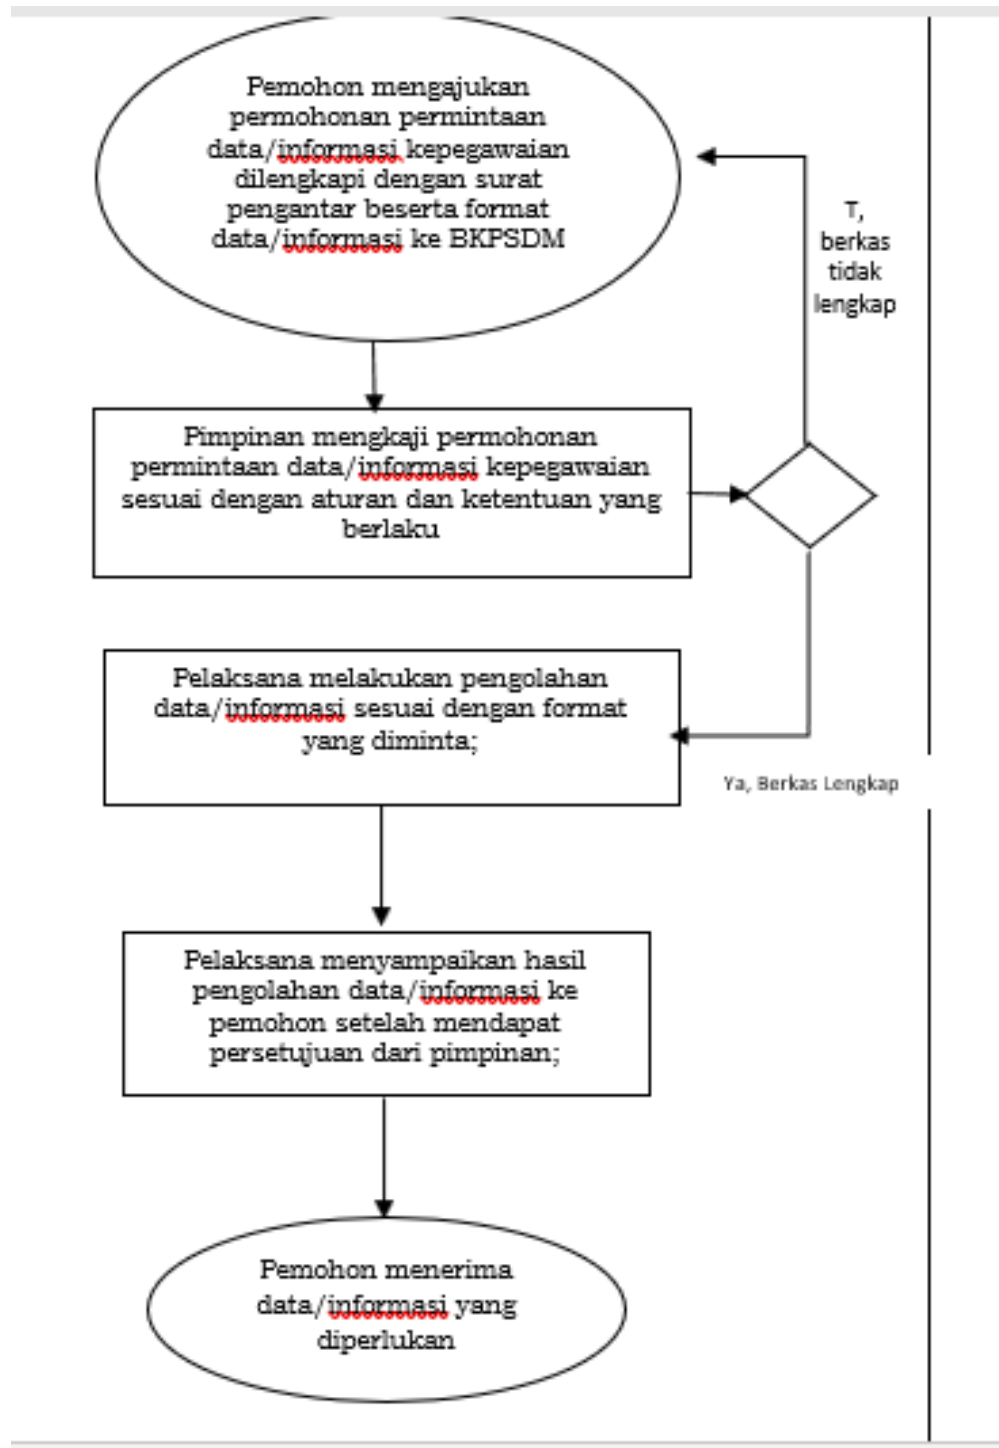 Pemohon mengajukan
permohonan permintaan
data/informasi kepegawaian
dilengkapi dengan surat
pengantar beserta format
data/informasi ke BKPSDM
T,
berkas
tidak
lengkap
Pimpinan mengkaji permohonan
permintaan data/informasi kepegawaian
sesuai dengan aturan dan ketentuan yang
berlaku
Pelaksana melakukan pengolahan
data/informasi sesuai dengan format
yang diminta;
Ya, Berkas Lengkap
Pelaksana menyampaikan hasil
pengolahan data/informasi ke
pemohon setelah mendapat
persetujuan dari pimpinan;
Pemohon menerima
data/informasi yang
diperlukan